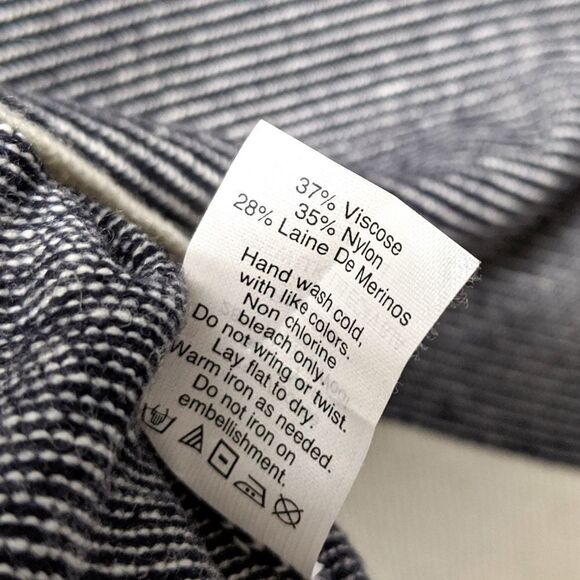 37% Viscose
35% Nylon
28% Laine De Merinos
Hand wash cold,
with like colors.
Non chlorine
bleach only.
Do not wring or twist.
Lay flat to dry.
Warm iron as needed.
Do not iron on
embellishment.